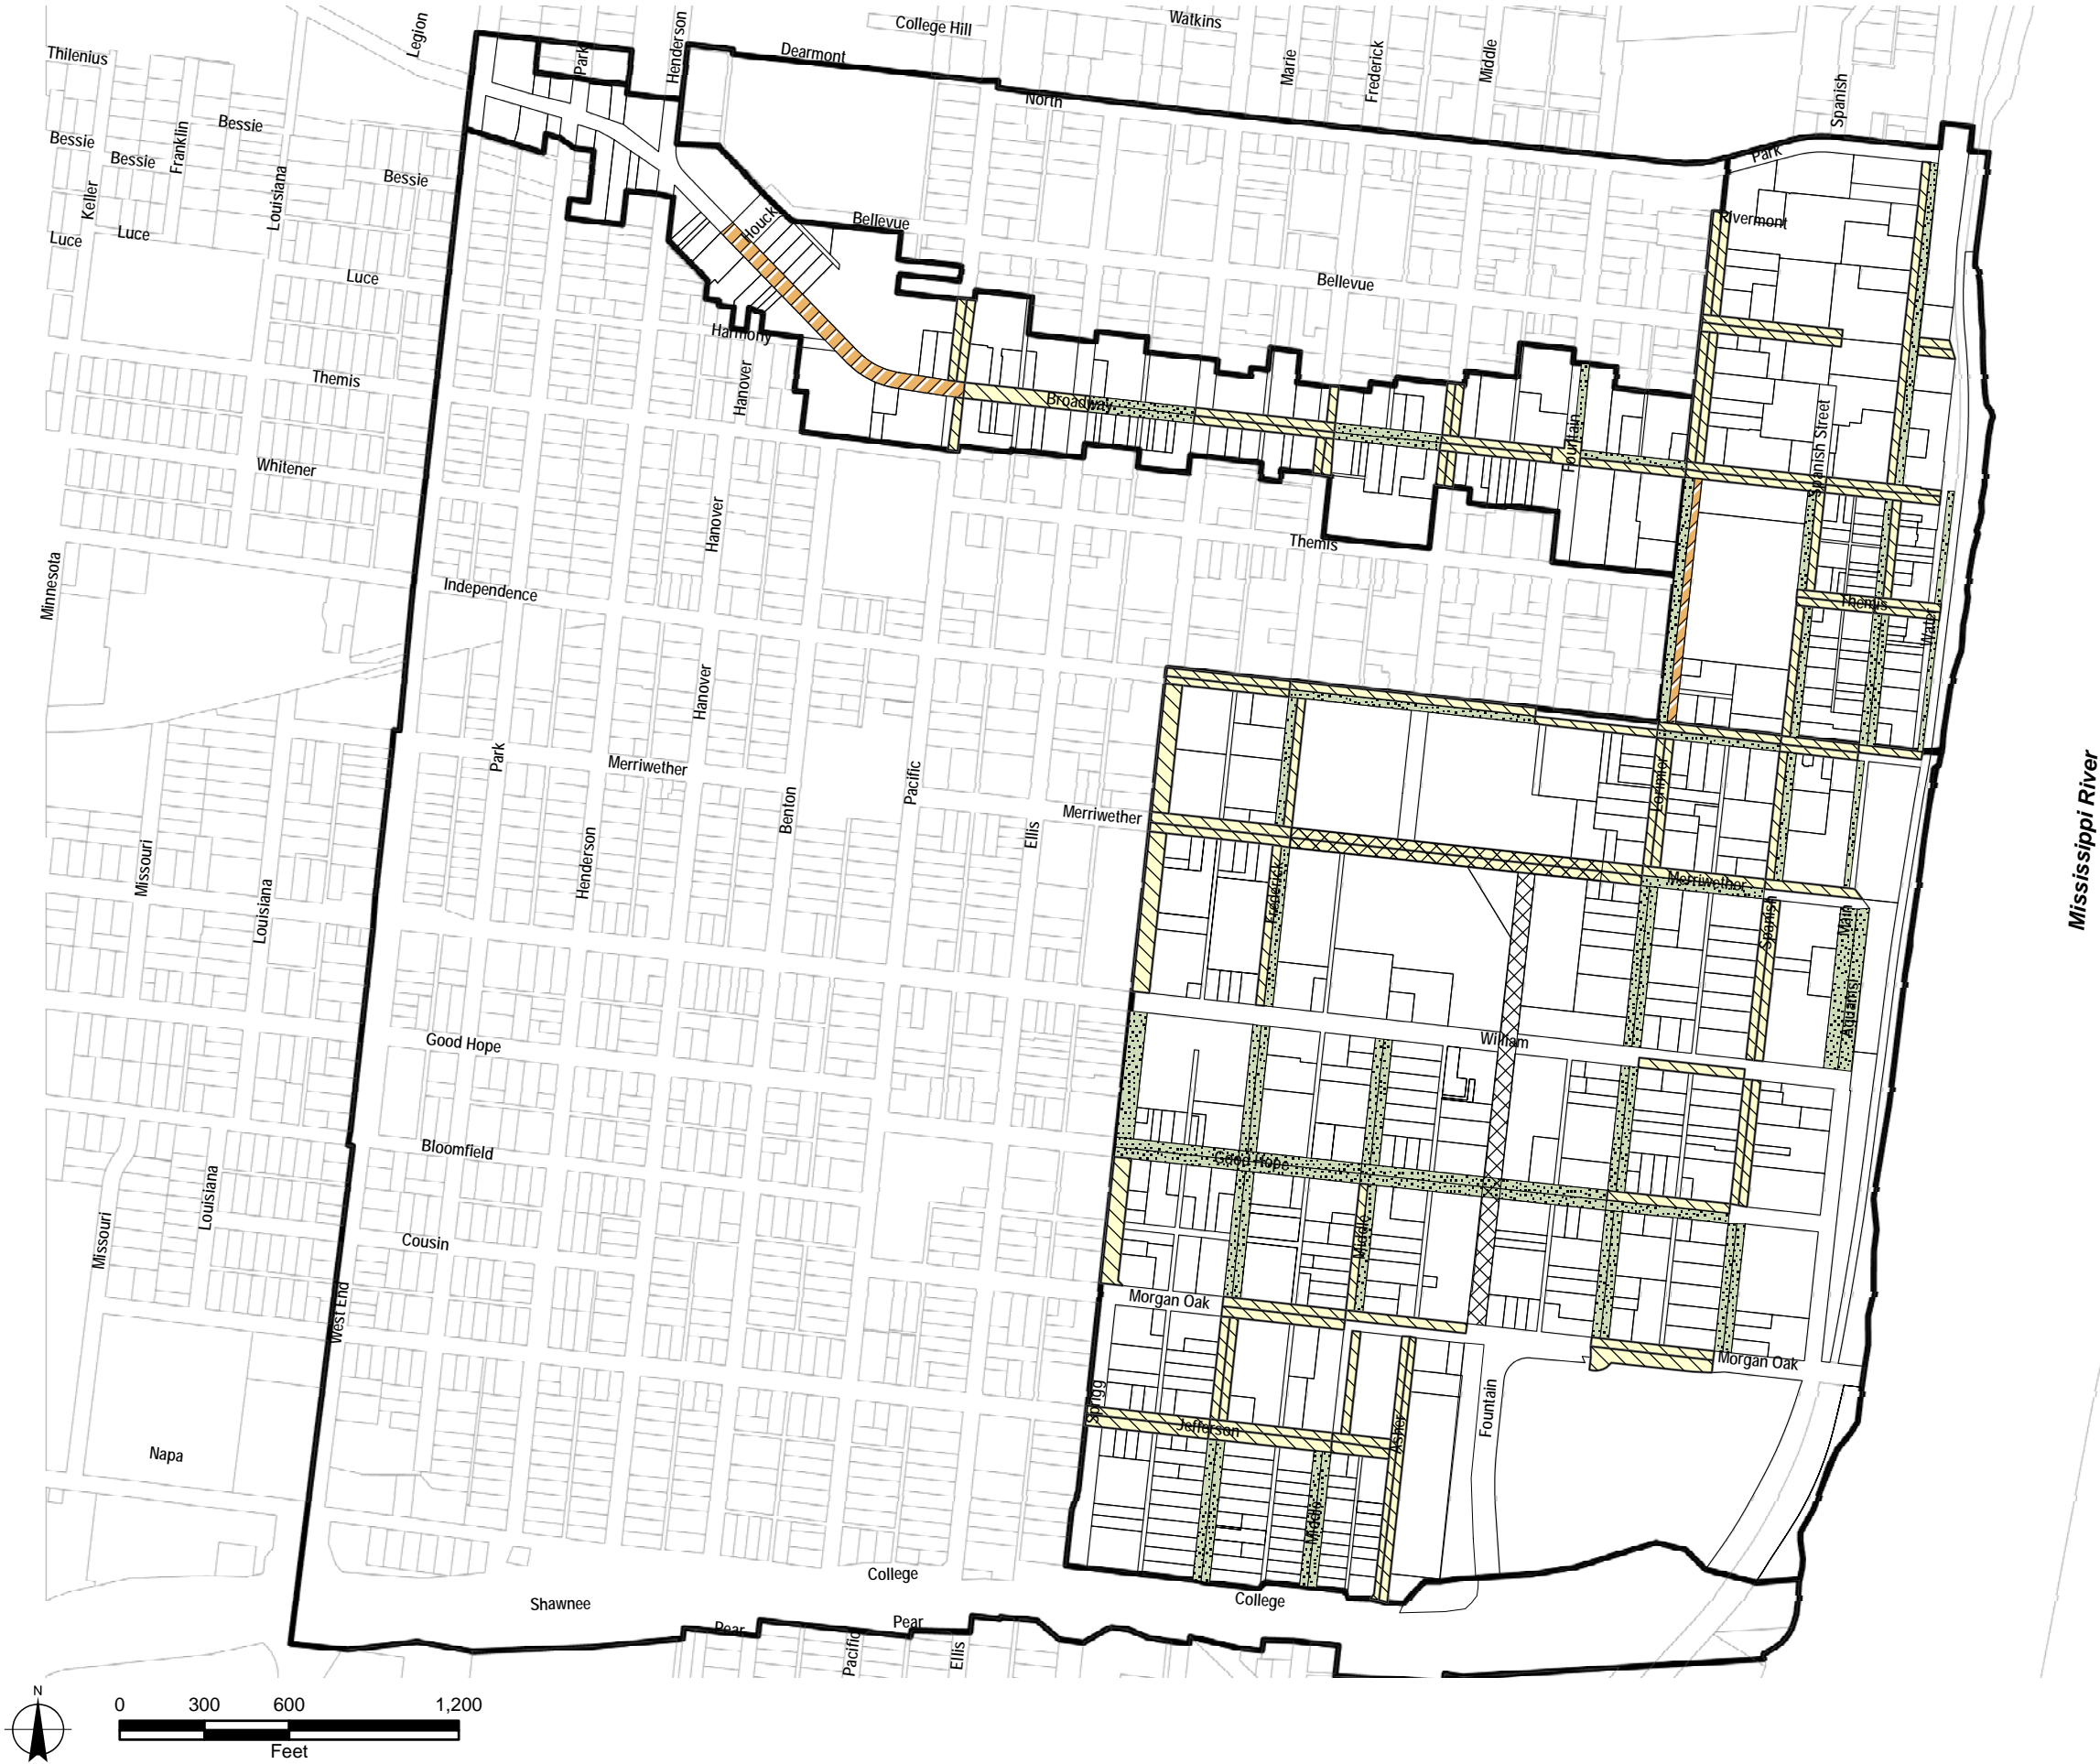 Legion
Park
Henderson
College Hill
Watkins
Dearmont
Marie
Frederick
Middle
Spanish
Thilenius
North
Bessie
Bessie
Bessie
Franklin
Bessie
Park
Keller
Louisiana
Luce
Luce
Houck
Bellevue
Rivermont
Luce
Bellevue
Harmony
Hanover
Themis
Broadway
Fountain
Spanish Street
Whitener
Hanover
Themis
Minnesota
Independence
Themis
Water
Hanover
Park
Merriwether
Pacific
Benton
Merriwether
Ellis
Lorimier
Mississippi River
Missouri
Louisiana
Henderson
Frederick
Merriwether
Spanish
Main
Aquamsi
Good Hope
William
Bloomfield
Good Hope
Louisiana
Missouri
Cousin
Middle
West End
Morgan Oak
Morgan Oak
Sprigg
Jefferson
Asher
Fountain
Napa
Middle
College
College
Shawnee
Pear
Pear
Pacific
Ellis
N
0 300 600 1,200
Feet